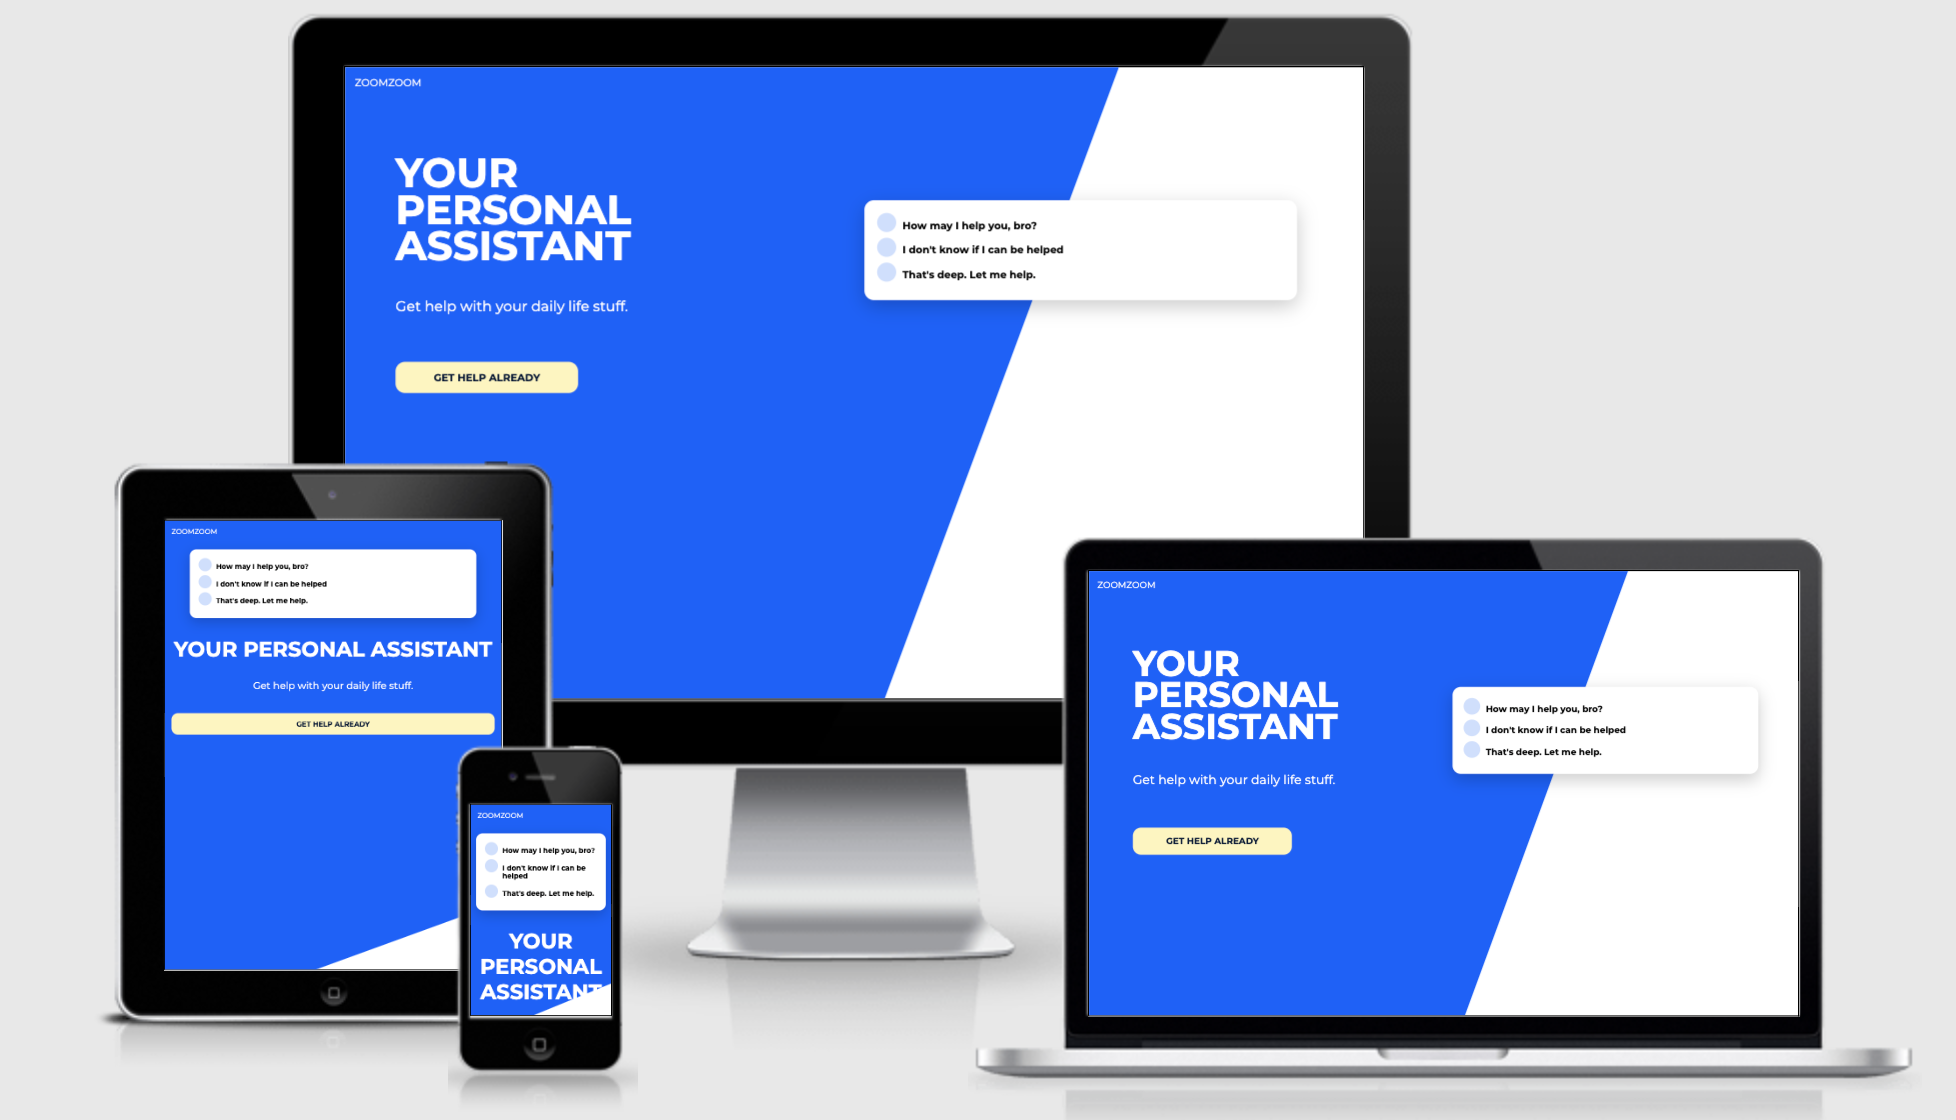 ZOOMZOOM
YOUR
PERSONAL
ASSISTANT
Get help with your daily life stuff.
GET HELP ALREADY
How may I help you, bro?
I don't know if I can be helped
That's deep. Let me help.
ZOOMZOOM
How may I help you, bro?
I don't know if I can be helped
That's deep. Let me help.
YOUR PERSONAL ASSISTANT
Get help with your daily life stuff.
GET HELP ALREADY
ZOOMZOOM
How may I help you, bro?
I don't know if I can be
helped
That's deep. Let me help.
YOUR
PERSONAL
ASSISTANT
ZOOMZOOM
YOUR
PERSONAL
ASSISTANT
Get help with your daily life stuff.
GET HELP ALREADY
How may I help you, bro?
I don't know if I can be helped
That's deep. Let me help.